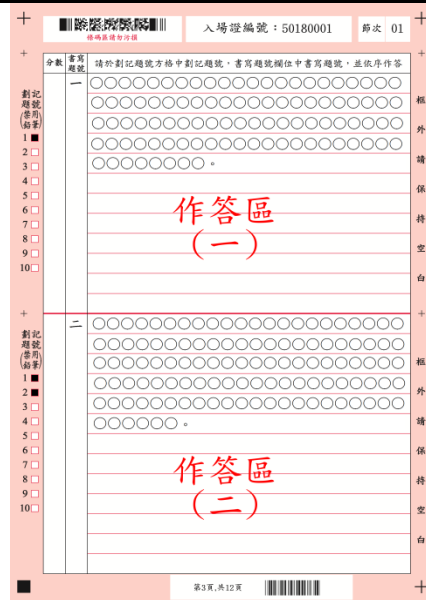 條碼區請勿污損
入場證編號：50180001
節次 01
分數
書寫題號
請於劃記題號方格中劃記題號，書寫題號欄位中書寫題號，並依序作答
劃記題號
(禁用鉛筆)
1
2
3
4
5
6
7
8
9
10
一
○○○○○○○○○○○○○○○○○○○○○
○○○○○○○○○○○○○○○○○○○○○
○○○○○○○○○○○○○○○○○○○○○
○○○○○○○○○○○○○○○○○○○○○
○○○○○○○○。
作答區
(一)
框外請保持空白
劃記題號
(禁用鉛筆)
1
2
3
4
5
6
7
8
9
10
二
○○○○○○○○○○○○○○○○○○○○○
○○○○○○○○○○○○○○○○○○○○○
○○○○○○○○○○○○○○○○○○○○○
○○○○○○○○○○○○○○○○○○○○○
○○○○○○○○○○○○○○○○○○○○○
○○○○○○。
作答區
(二)
框外請保持空白
第3頁,共12頁